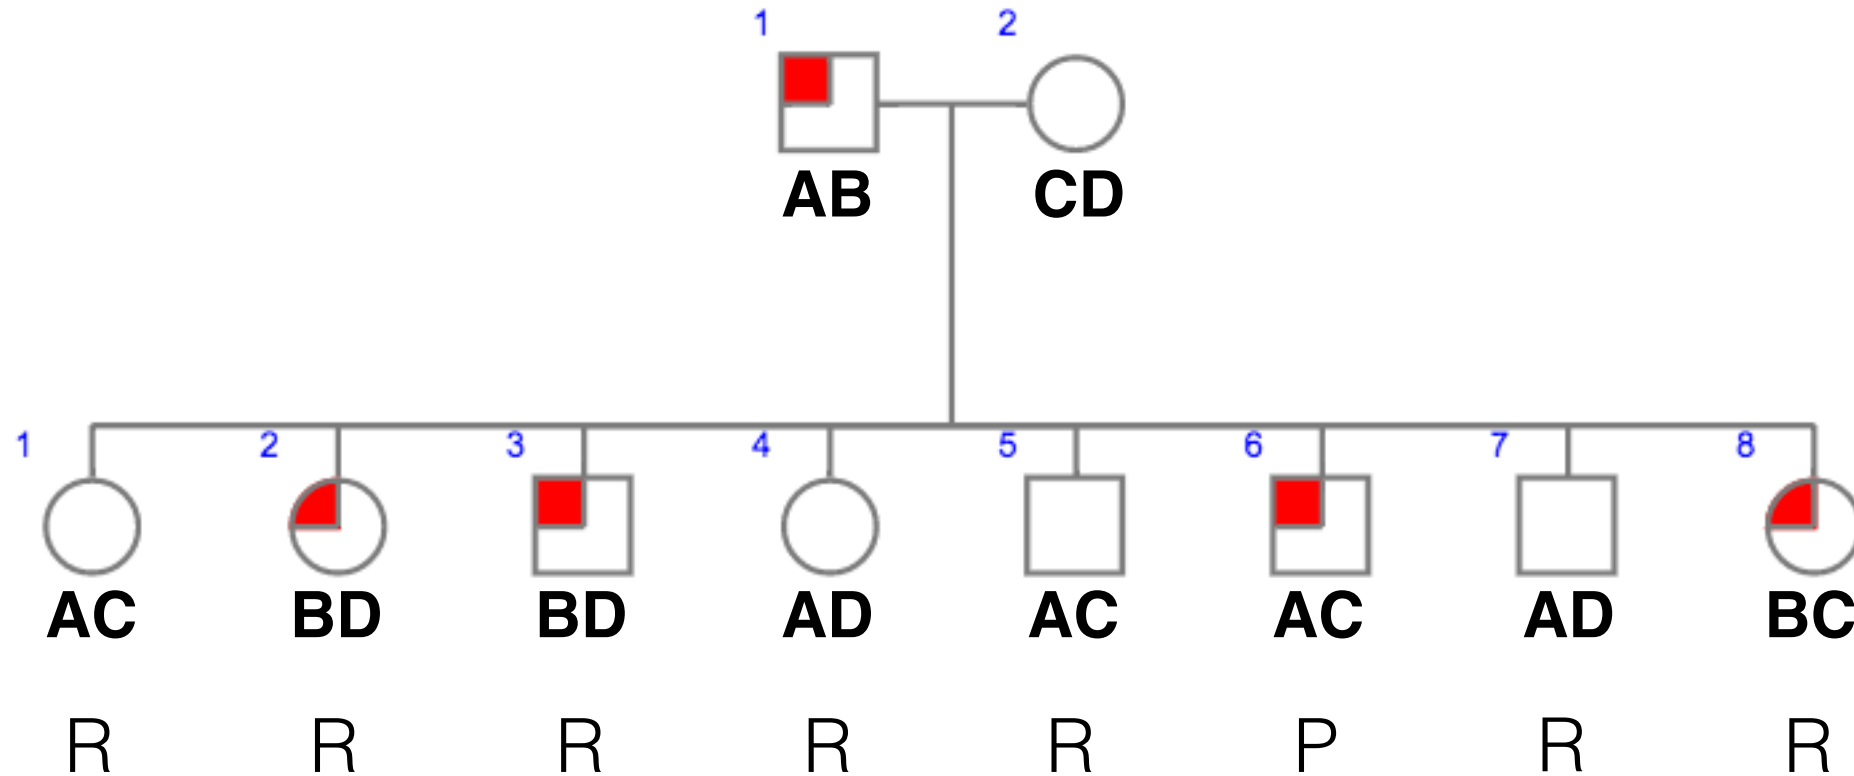 1 2
AB CD
1 2 3 4 5 6 7 8
AC BD BD AD AC AC AD BC
R R R R R P R R